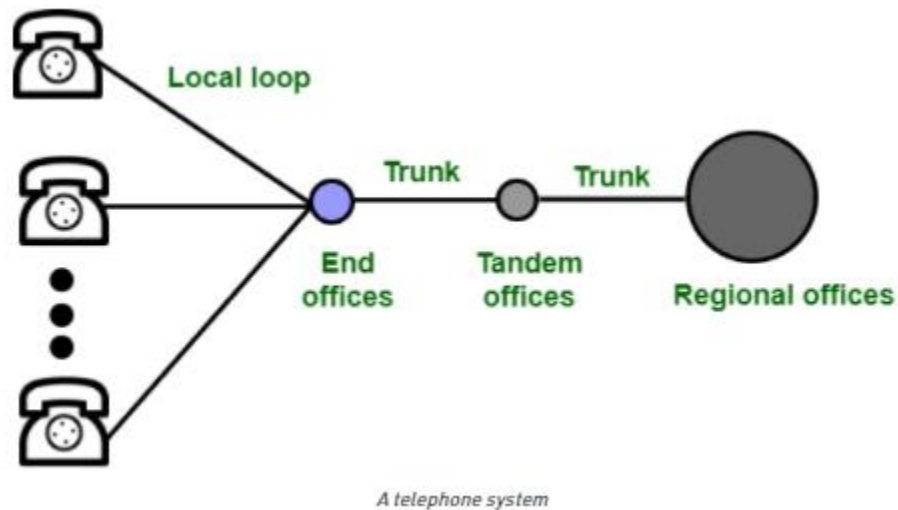 Local loop
Trunk
Trunk
End
offices
Tandem
offices
Regional offices
A telephone system